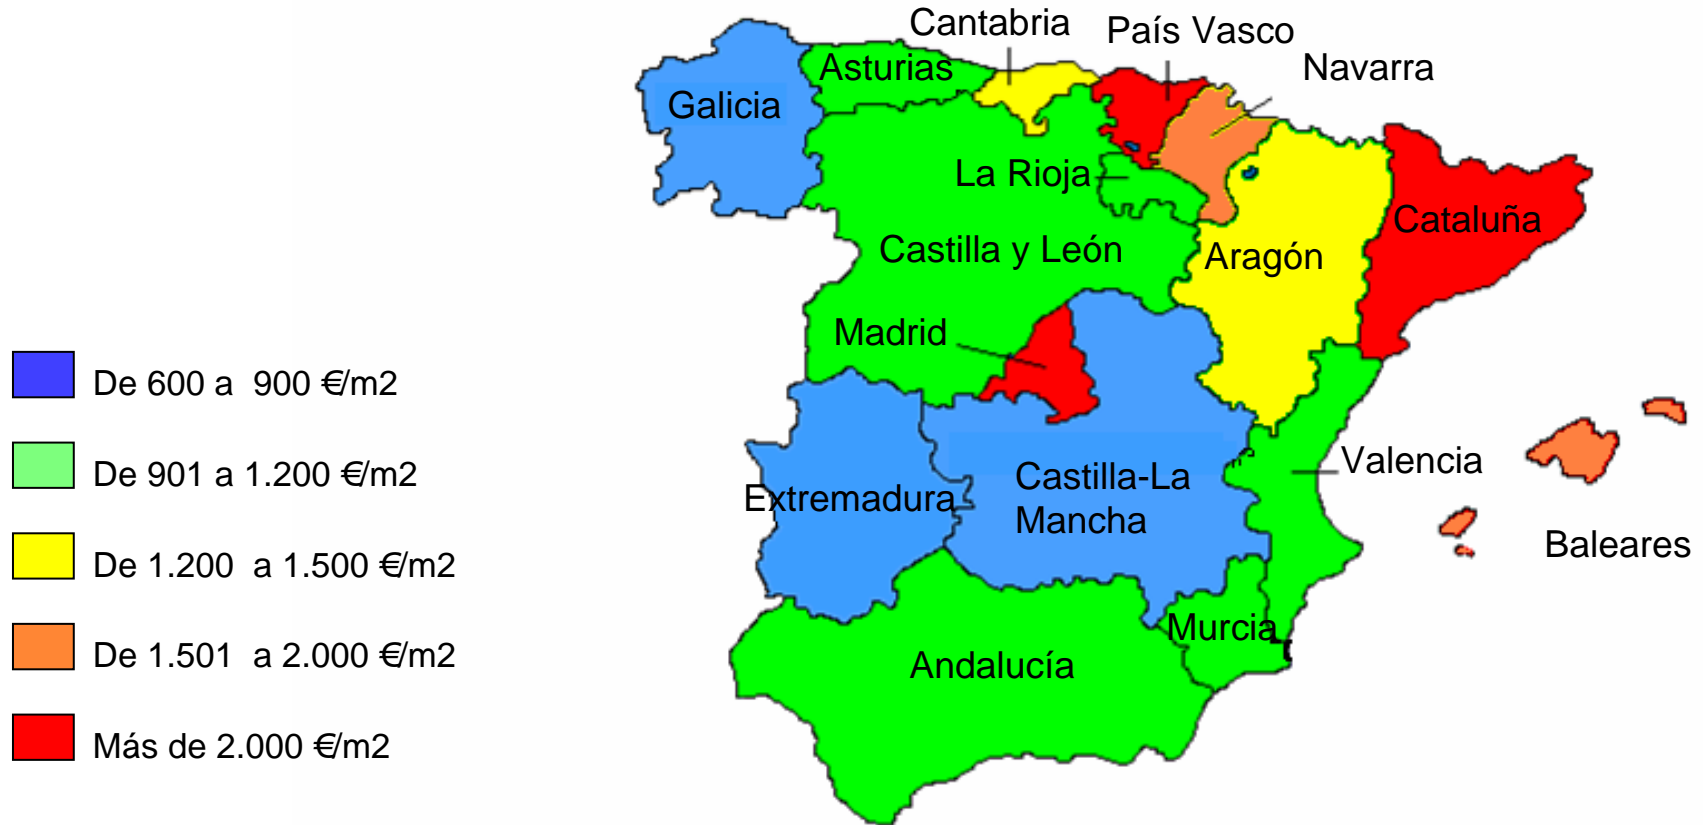 Cantabria
País Vasco
Navarra
Asturias
Galicia
La Rioja
Cataluña
Castilla y León
Aragón
Madrid
Valencia
Castilla-La
Mancha
Extremadura
Baleares
Murcia
Andalucía
De 600 a  900 €/m2
De 901 a 1.200 €/m2
De 1.200  a 1.500 €/m2
De 1.501  a 2.000 €/m2
Más de 2.000 €/m2